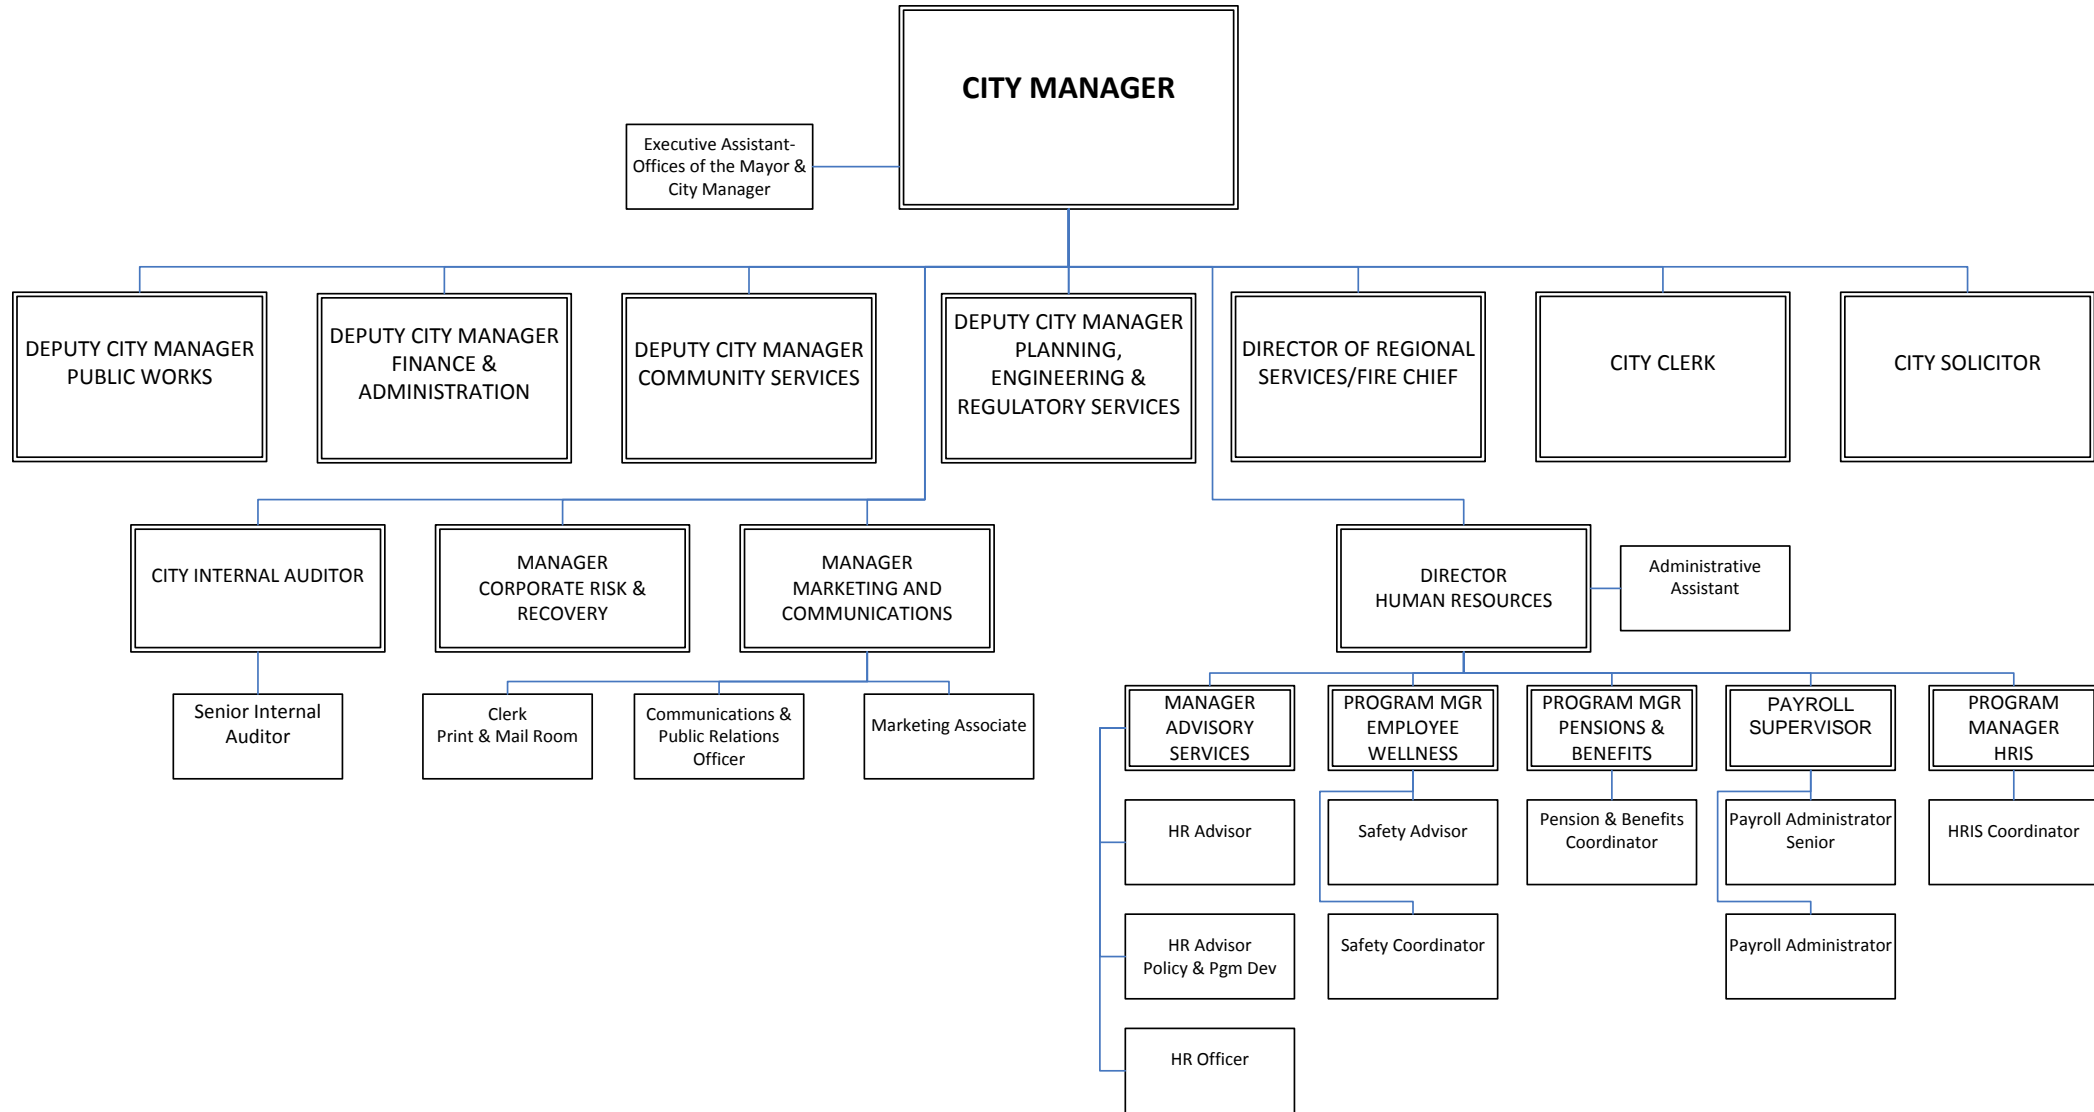 CITY MANAGER
Executive Assistant-
Offices of the Mayor &
City Manager
DEPUTY CITY MANAGER
PUBLIC WORKS
DEPUTY CITY MANAGER
FINANCE &
ADMINISTRATION
DEPUTY CITY MANAGER
COMMUNITY SERVICES
DEPUTY CITY MANAGER
PLANNING,
ENGINEERING &
REGULATORY SERVICES
DIRECTOR OF REGIONAL
SERVICES/FIRE CHIEF
CITY CLERK
CITY SOLICITOR
CITY INTERNAL AUDITOR
MANAGER
CORPORATE RISK &
RECOVERY
MANAGER
MARKETING AND
COMMUNICATIONS
DIRECTOR
HUMAN RESOURCES
Administrative
Assistant
Senior Internal
Auditor
Clerk
Print & Mail Room
Communications &
Public Relations
Officer
Marketing Associate
MANAGER
ADVISORY
SERVICES
PROGRAM MGR
EMPLOYEE
WELLNESS
PROGRAM MGR
PENSIONS &
BENEFITS
PAYROLL
SUPERVISOR
PROGRAM
MANAGER
HRIS
HR Advisor
Safety Advisor
Pension & Benefits
Coordinator
Payroll Administrator
Senior
HRIS Coordinator
HR Advisor
Policy & Pgm Dev
Safety Coordinator
Payroll Administrator
HR Officer